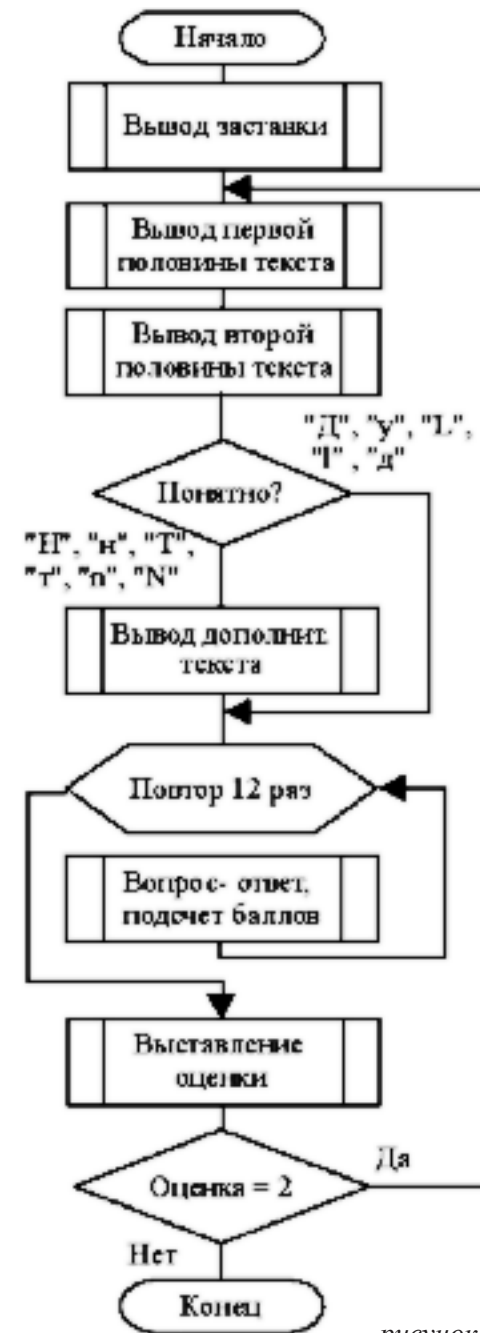 Начало
Вывод заставки
Вывод первой
половины текста
Вывод второй
половины текста
"Д", "y", "L",
"l" , "д"
Понятно?
"Н", "н", "T",
"т", "n", "N"
Вывод дополнит.
текста
Повтор 12 раз
Вопрос- ответ,
подсчет баллов
Выставление
оценки
Да
Оценка = 2
Нет
Конец
рисунок